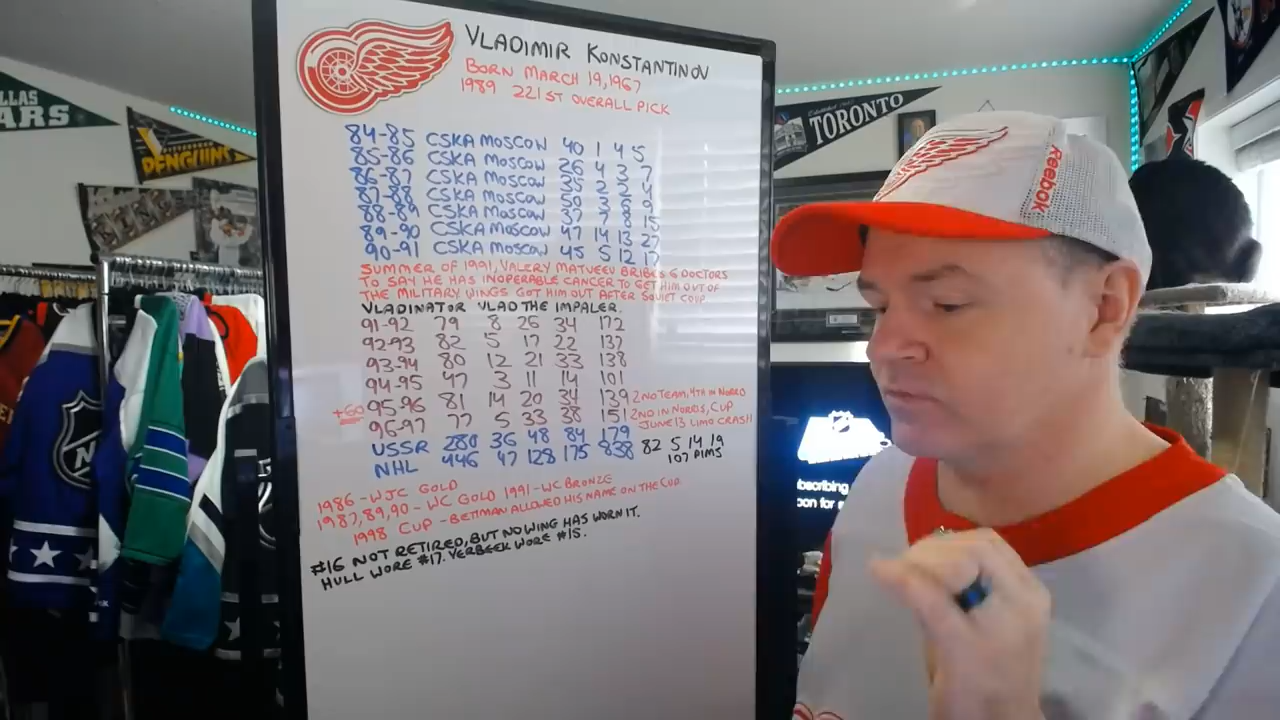 VLADIMIR KONSTANTINOV
BORN MARCH 19, 1967
1989 221ST OVERALL PICK
84-85 CSKA MOSCOW 40 1 4 5
85-86 CSKA MOSCOW 26 4 3 7
86-87 CSKA MOSCOW 35 2 2 4
87-88 CSKA MOSCOW 50 3 6 9
88-89 CSKA MOSCOW 37 7 8 15
89-90 CSKA MOSCOW 47 14 13 27
90-91 CSKA MOSCOW 45 5 12 17
SUMMER OF 1991, VALERY MATVEEV BRIBES 6 DOCTORS
TO SAY HE HAS INOPERABLE CANCER TO GET HIM OUT OF
THE MILITARY. WINGS GOT HIM OUT AFTER SOVIET COUP
VLADINATOR VLAD THE IMPALER.
91-92 79 8 26 34 172
92-93 82 5 17 22 137
93-94 80 12 21 33 138
94-95 47 3 11 14 101
+60 95-96 81 14 20 34 139 2ND TEAM, 4TH IN NORRO
96-97 77 5 33 38 151 2ND IN NORIS, CUP
JUNE 13 LIMO CRASH
USSR 280 36 48 84 179
NHL 446 47 128 175 838 82 5 14 19
107 PIMS
1986-WJC GOLD
1987, 89, 90-WC GOLD 1991-WC BRONZE
1998 CUP-BETTMAN ALLOWED HIS NAME ON THE CUP.
#16 NOT RETIRED, BUT NO WING HAS WORN IT.
HULL WORE #17. VERBEEK WORE #15.
PENGUINS
TORONTO
Reebok